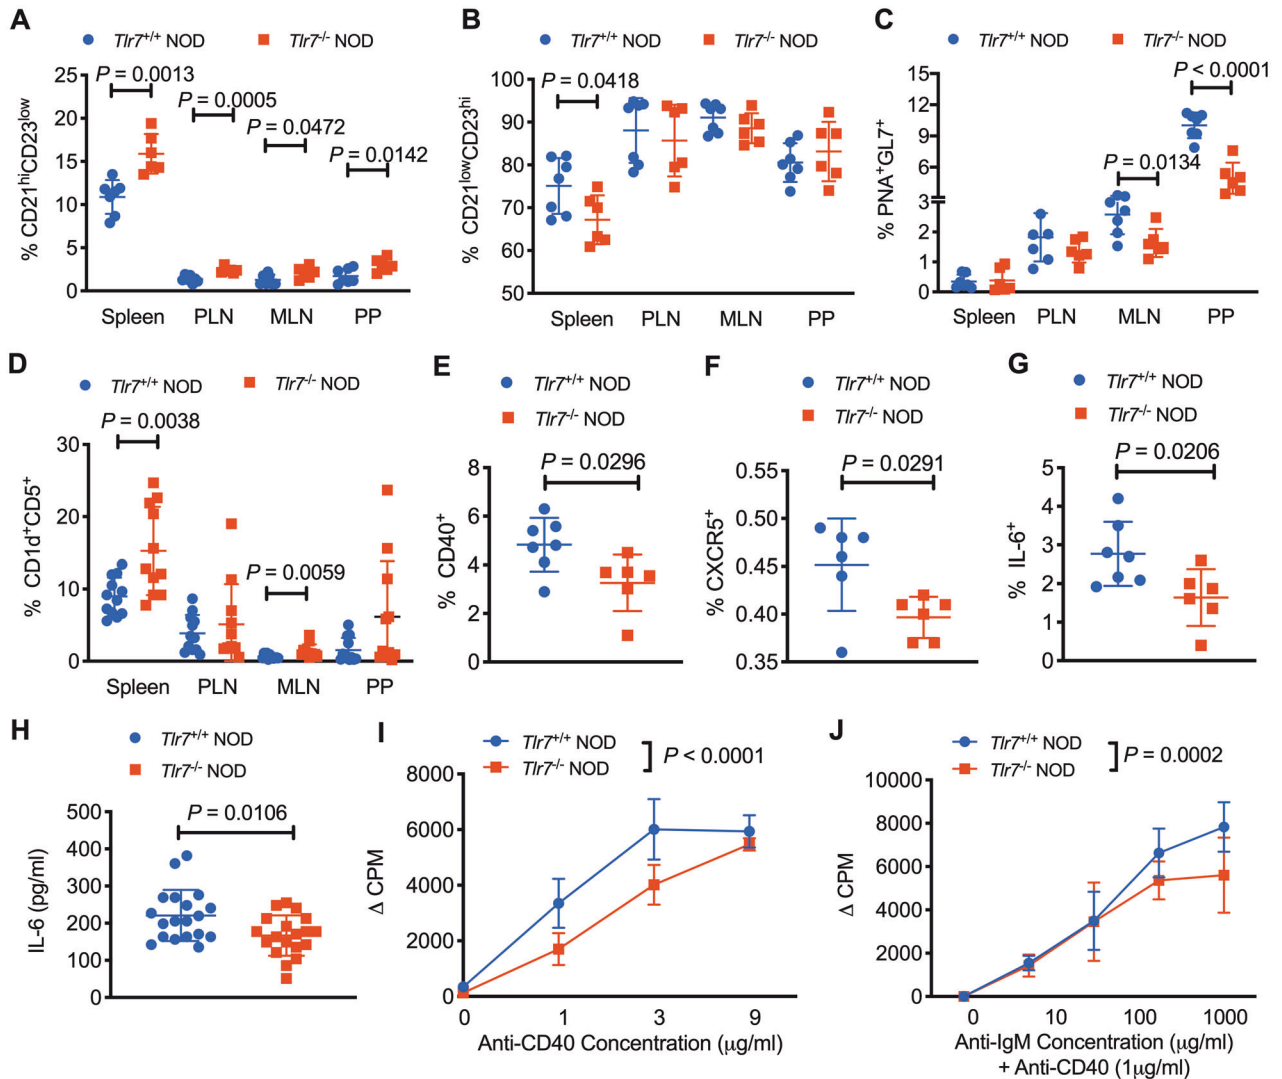 A
Tlr7+/+ NOD
Tlr7-/- NOD
P = 0.0013
P = 0.0005
P = 0.0472
P = 0.0142
% CD21hiCD23low
25
20
15
10
5
0
Spleen
PLN
MLN
PP
B
Tlr7+/+ NOD
Tlr7-/- NOD
P = 0.0418
% CD21lowCD23hi
100
90
80
70
60
50
Spleen
PLN
MLN
PP
C
Tlr7+/+ NOD
Tlr7-/- NOD
P < 0.0001
P = 0.0134
% PNA+GL7+
15
12
9
6
3
2
1
0
Spleen
PLN
MLN
PP
D
Tlr7+/+ NOD
Tlr7-/- NOD
P = 0.0038
P = 0.0059
% CD1d+CD5+
30
20
10
0
Spleen
PLN
MLN
PP
E
Tlr7+/+ NOD
Tlr7-/- NOD
P = 0.0296
% CD40+
8
6
4
2
0
F
Tlr7+/+ NOD
Tlr7-/- NOD
P = 0.0291
% CXCR5+
0.55
0.50
0.45
0.40
0.35
G
Tlr7+/+ NOD
Tlr7-/- NOD
P = 0.0206
% IL-6+
5
4
3
2
1
0
H
Tlr7+/+ NOD
Tlr7-/- NOD
P = 0.0106
IL-6 (pg/ml)
500
400
300
200
100
0
I
Tlr7+/+ NOD
Tlr7-/- NOD
P < 0.0001
Δ CPM
8000
6000
4000
2000
0
0
1
3
9
Anti-CD40 Concentration (μg/ml)
J
Tlr7+/+ NOD
Tlr7-/- NOD
P = 0.0002
Δ CPM
10000
8000
6000
4000
2000
0
0
10
100
1000
Anti-IgM Concentration (μg/ml)
+ Anti-CD40 (1μg/ml)